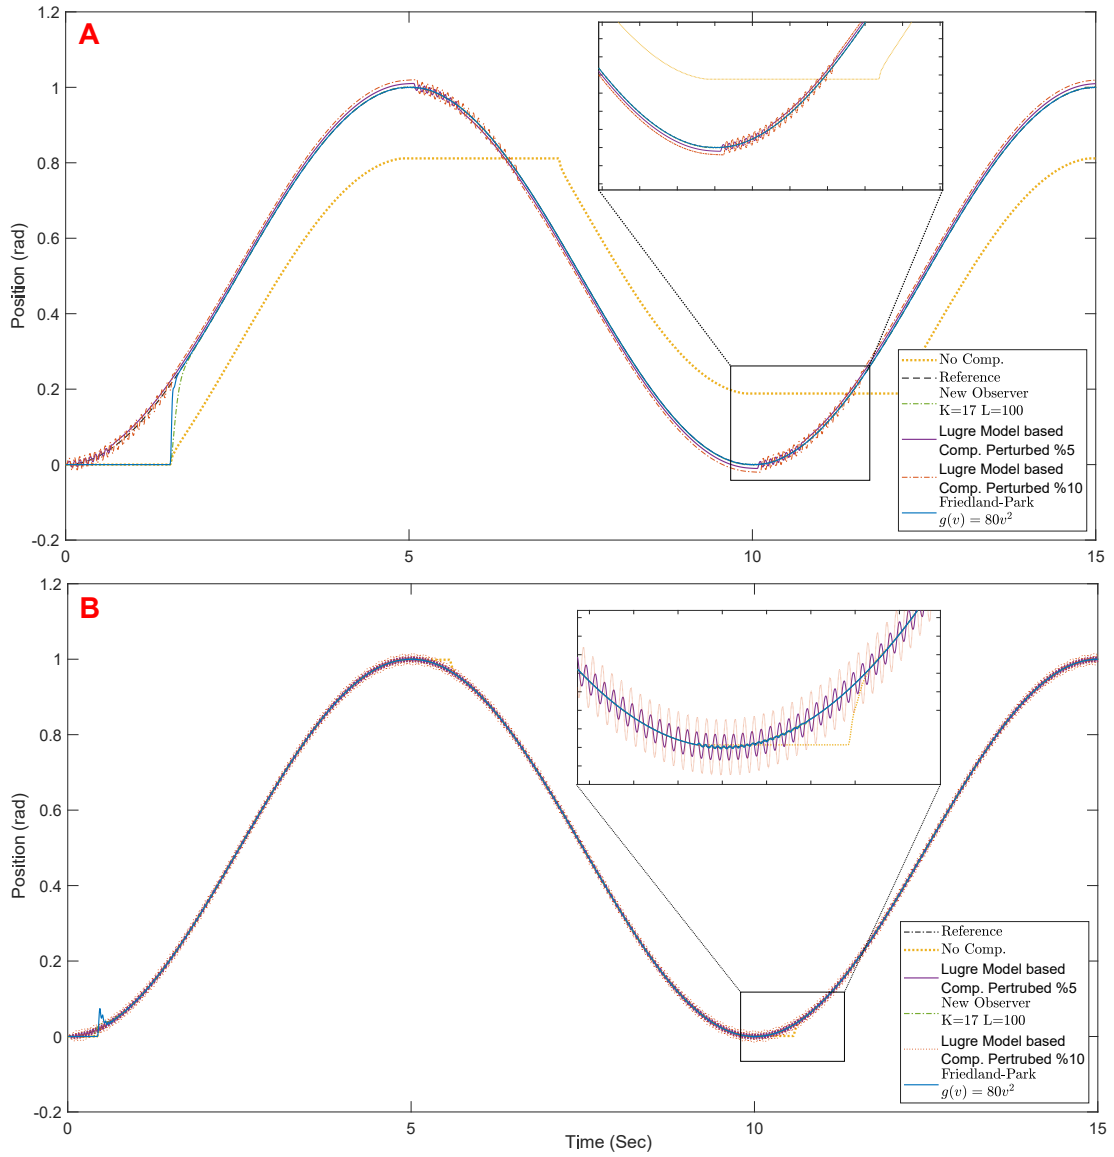 A
1.2
1
0.8
0.6
0.4
0.2
0
-0.2
Position (rad)
No Comp.
Reference
New Observer
K=17 L=100
Lugre Model based
Comp. Perturbed %5
Lugre Model based
Comp. Perturbed %10
Friedland-Park
g(v) = 80v²
0 5 10 15
B
1.2
1
0.8
0.6
0.4
0.2
0
-0.2
Position (rad)
Reference
No Comp.
Lugre Model based
Comp. Pertrubed %5
New Observer
K=17 L=100
Lugre Model based
Comp. Pertrubed %10
Friedland-Park
g(v) = 80v²
0 5 10 15
Time (Sec)